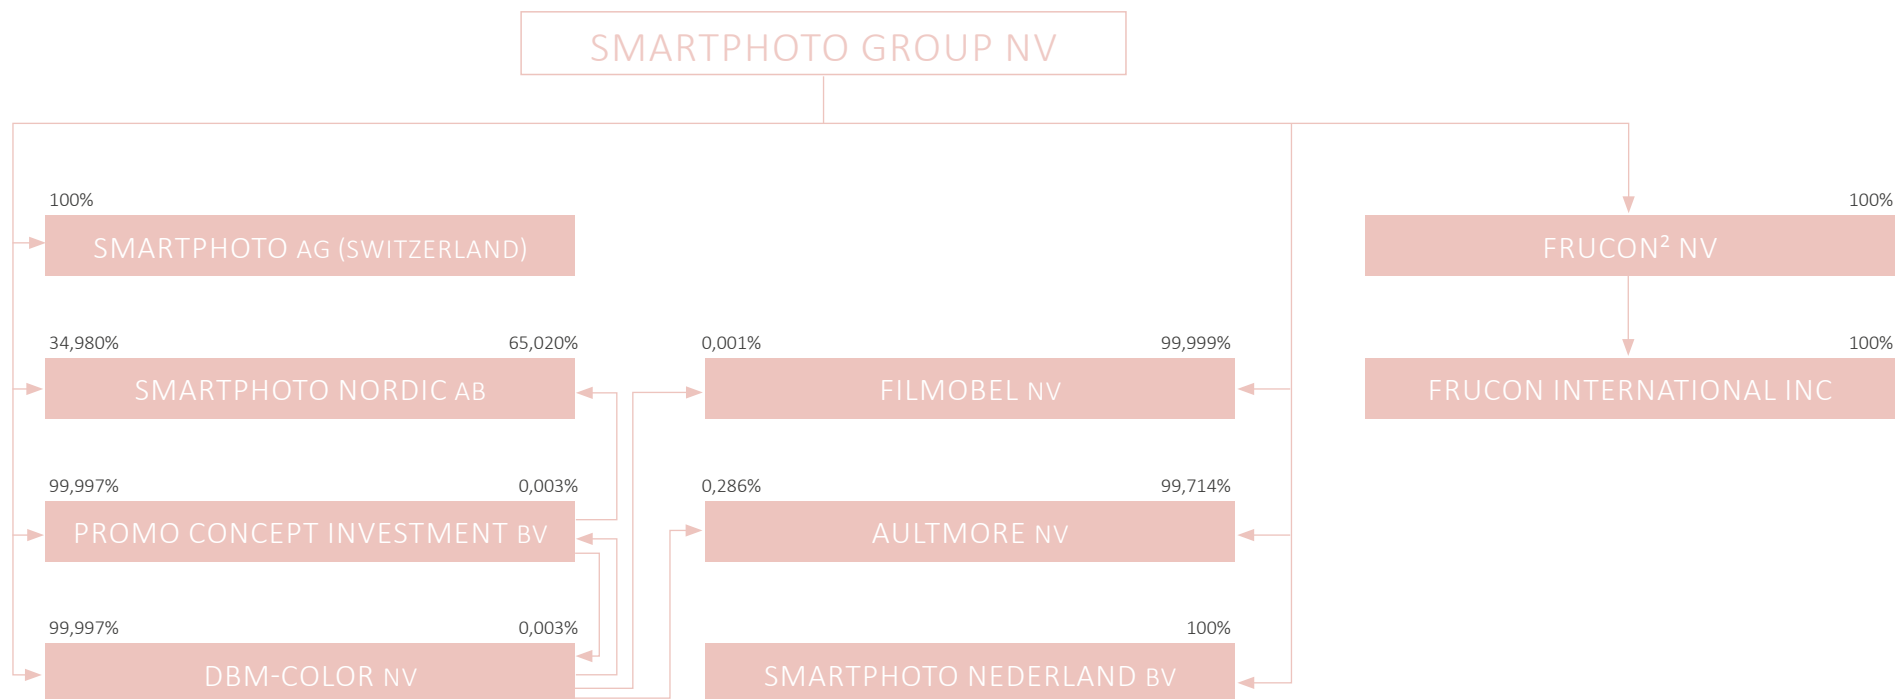 SMARTPHOTO GROUP NV
100%
SMARTPHOTO AG (SWITZERLAND)
100%
FRUCON² NV
34,980% 65,020%
SMARTPHOTO NORDIC AB
0,001% 99,999%
FILMOBEL NV
100%
FRUCON INTERNATIONAL INC
99,997% 0,003%
PROMO CONCEPT INVESTMENT BV
0,286% 99,714%
AULTMORE NV
99,997% 0,003%
DBM-COLOR NV
100%
SMARTPHOTO NEDERLAND BV